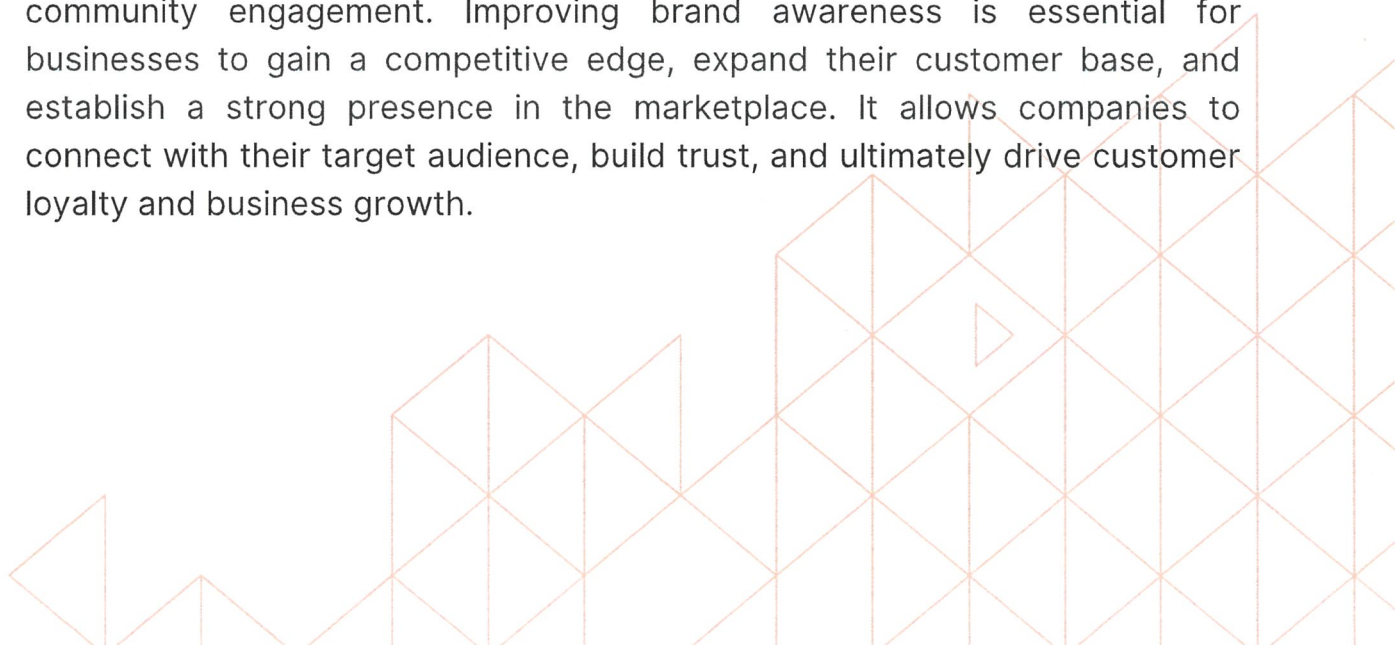 community engagement. Improving brand awareness is essential for
businesses to gain a competitive edge, expand their customer base, and
establish a strong presence in the marketplace. It allows companies to
connect with their target audience, build trust, and ultimately drive customer
loyalty and business growth.